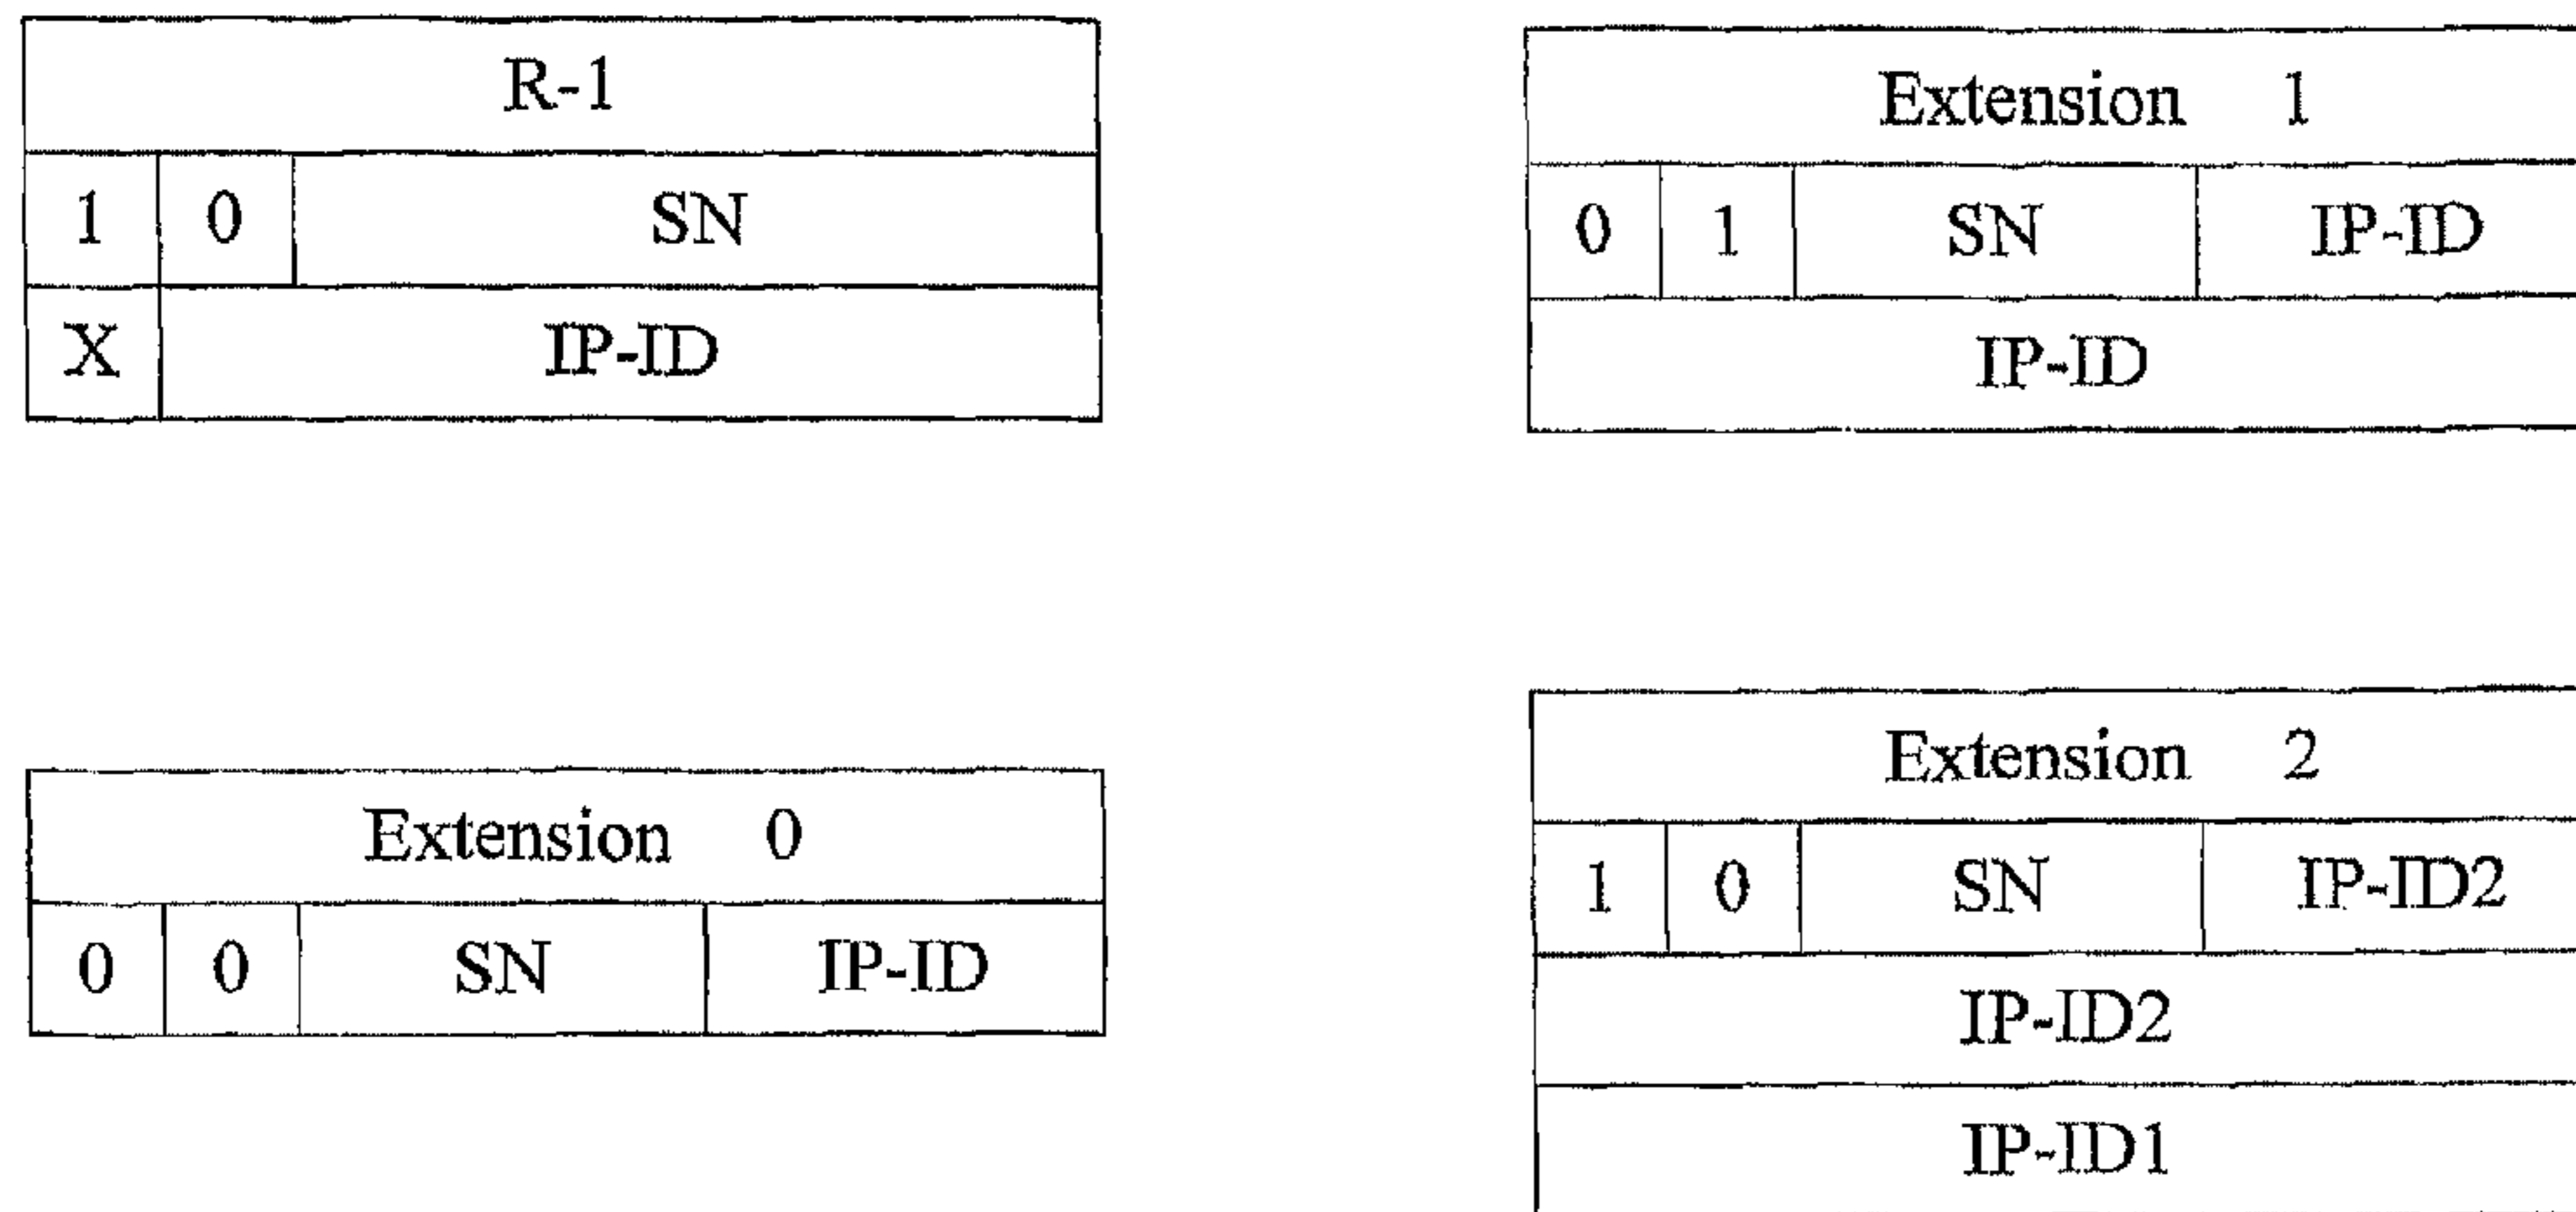 R-1
1 0 SN
X IP-ID
Extension 1
0 1 SN IP-ID
IP-ID
Extension 0
0 0 SN IP-ID
Extension 2
1 0 SN IP-ID2
IP-ID2
IP-ID1